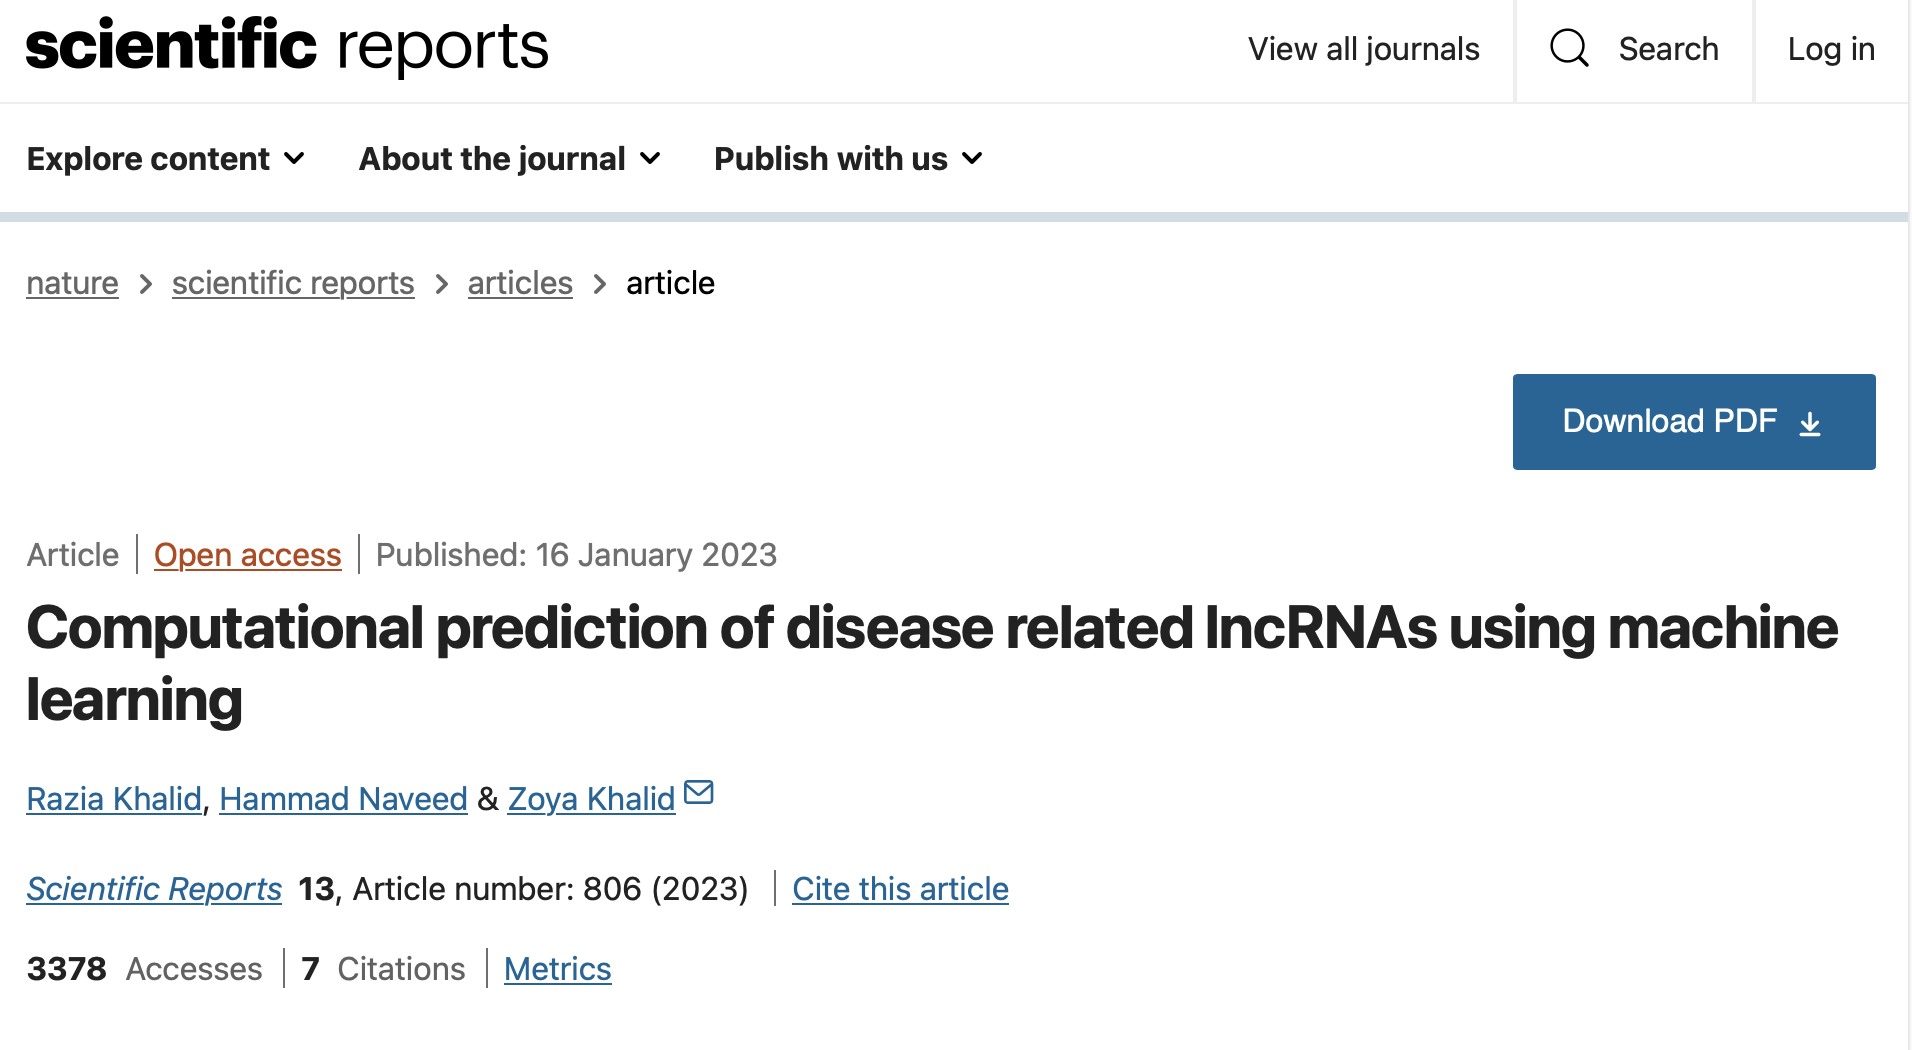 scientific reports
View all journals
Search
Log in
Explore content
About the journal
Publish with us
nature > scientific reports > articles > article
Download PDF
Article | Open access | Published: 16 January 2023
Computational prediction of disease related lncRNAs using machine
learning
Razia Khalid, Hammad Naveed & Zoya Khalid
Scientific Reports 13, Article number: 806 (2023) | Cite this article
3378 Accesses | 7 Citations | Metrics